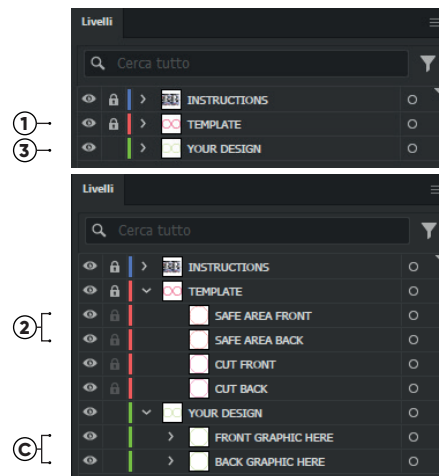 Livelli
Cerca tutto
INSTRUCTIONS
1 TEMPLATE
3 YOUR DESIGN
Livelli
Cerca tutto
INSTRUCTIONS
TEMPLATE
2
SAFE AREA FRONT
SAFE AREA BACK
CUT FRONT
CUT BACK
YOUR DESIGN
C
FRONT GRAPHIC HERE
BACK GRAPHIC HERE